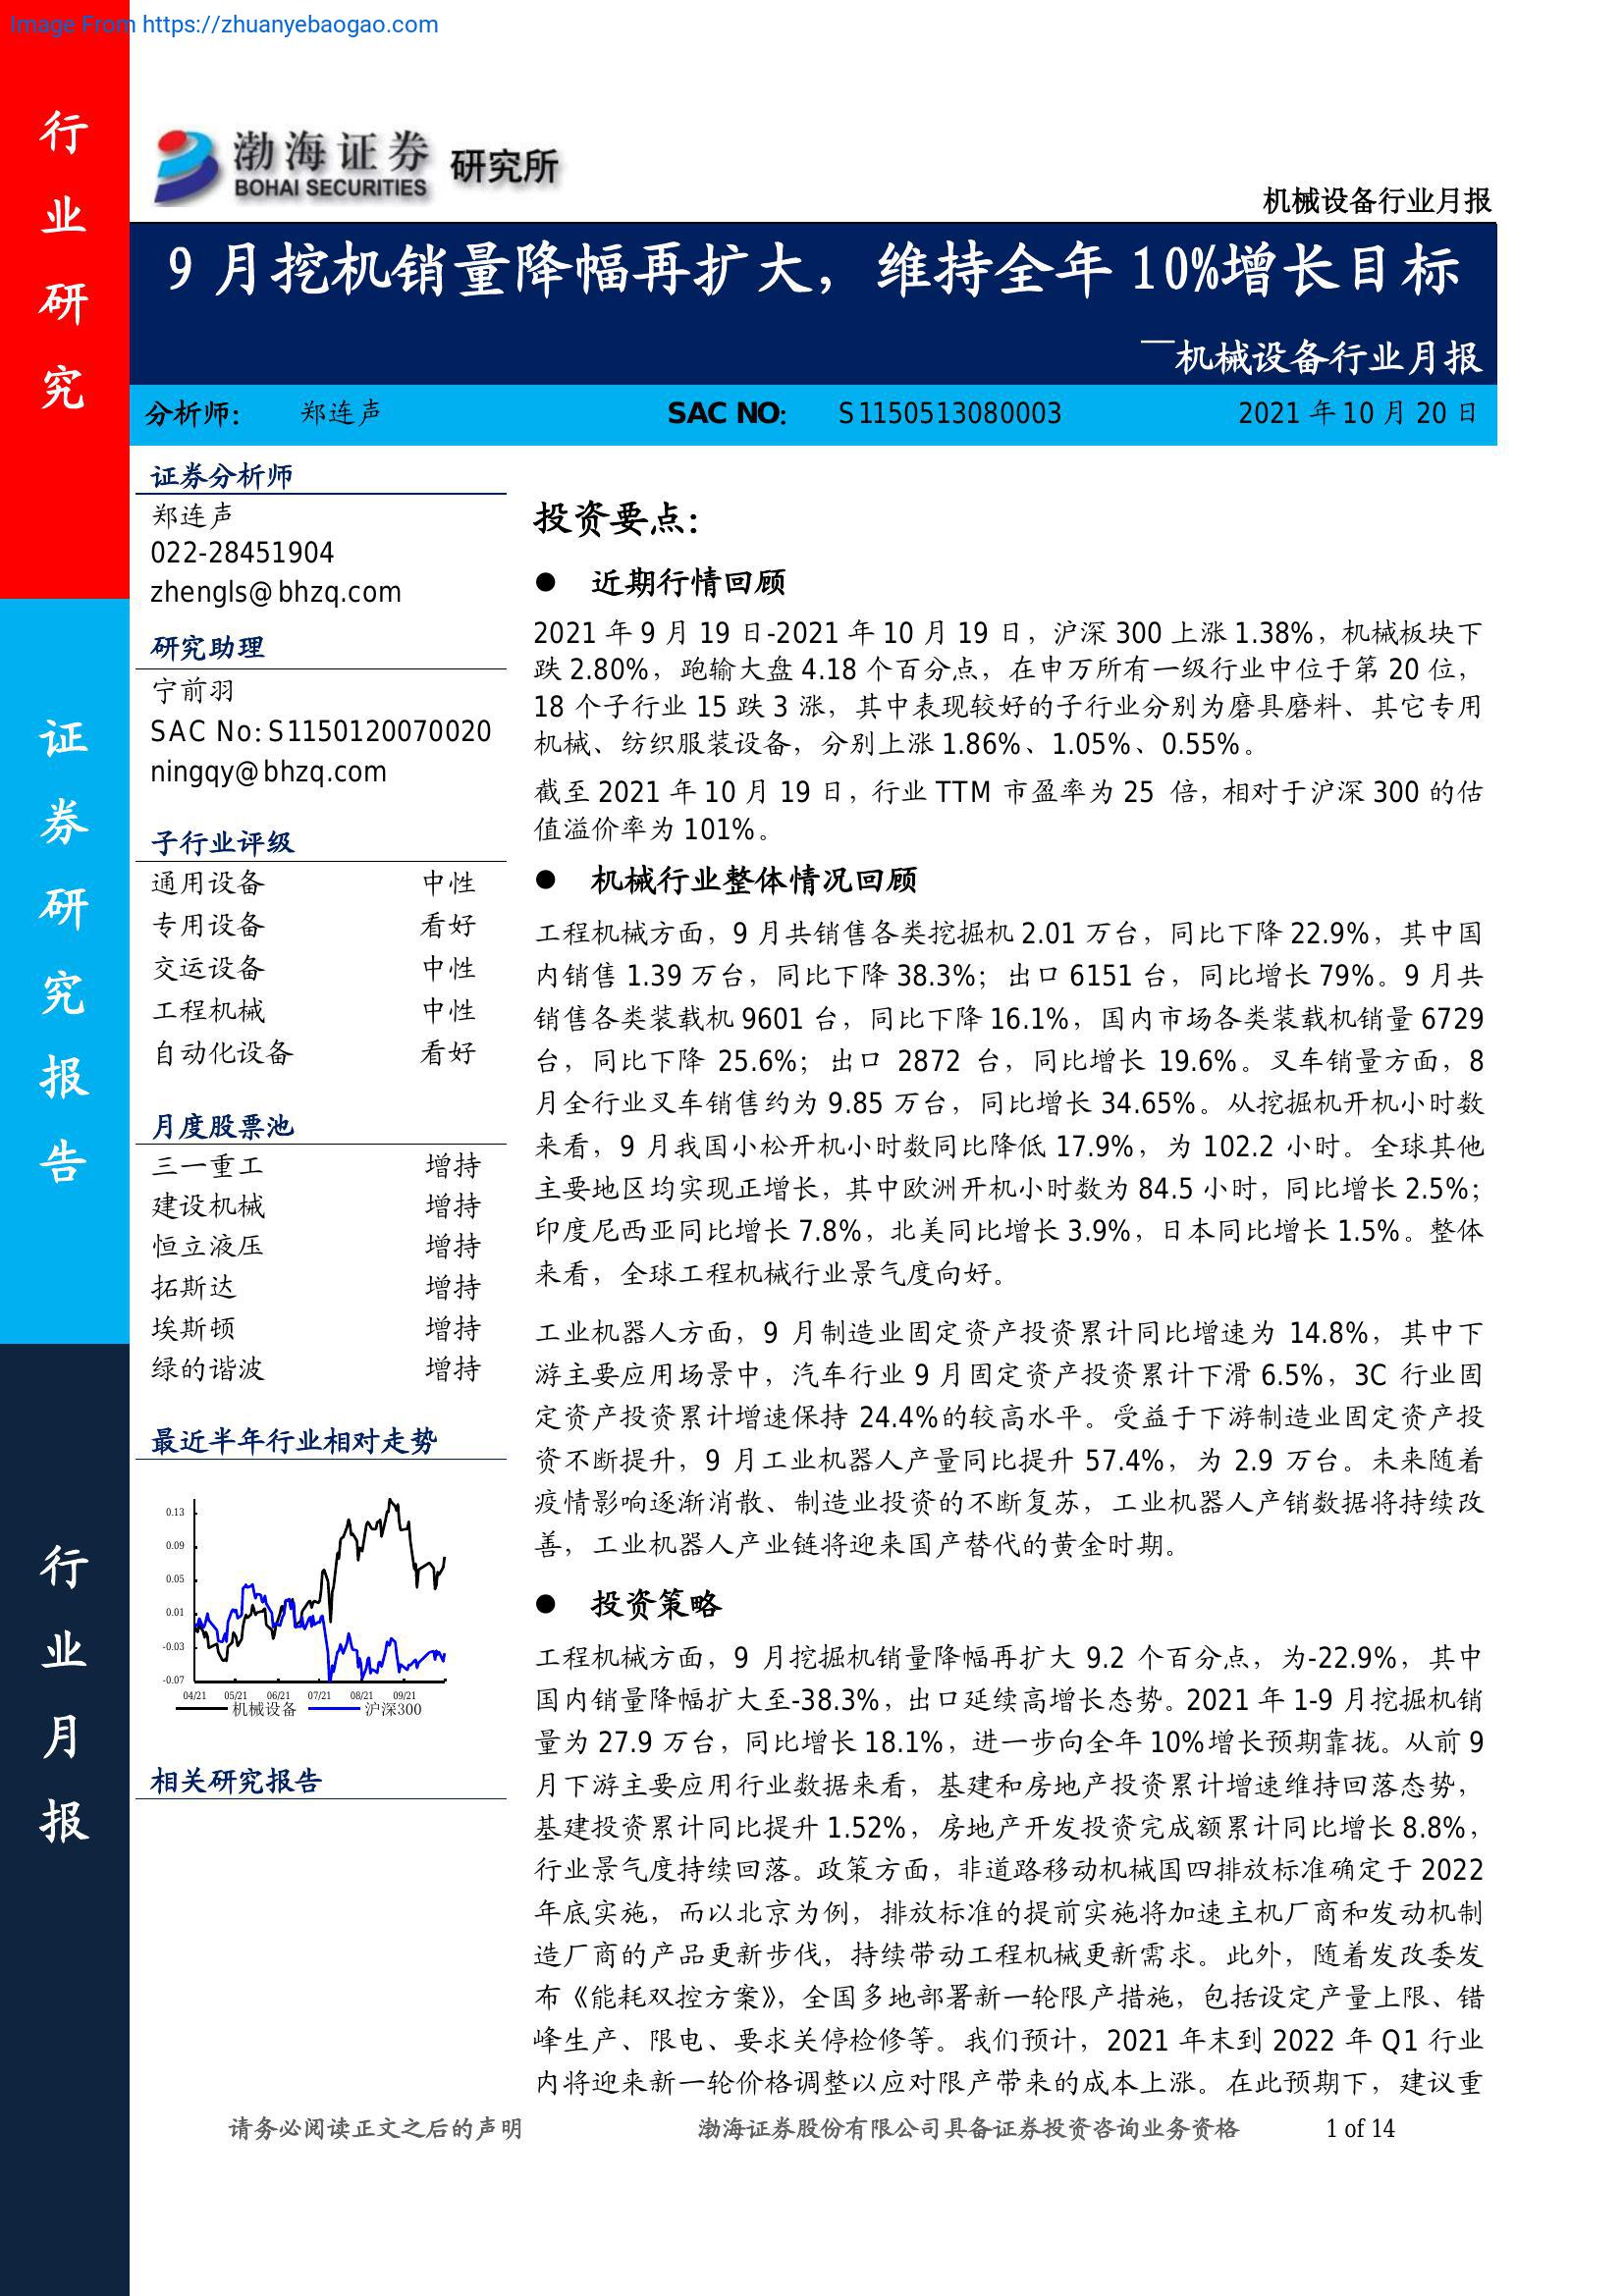 Image From https://zhuanyebaogao.com
行业研究
证券研究报告
行业月报
渤海证券 研究所
BOHAI SECURITIES
机械设备行业月报
9 月挖机销量降幅再扩大，维持全年 10%增长目标
—机械设备行业月报
分析师： 郑连声 SAC NO： S1150513080003 2021 年 10 月 20 日
证券分析师
郑连声
022-28451904
zhengls@bhzq.com
研究助理
宁前羽
SAC No:S1150120070020
ningqy@bhzq.com
子行业评级
通用设备 中性
专用设备 看好
交运设备 中性
工程机械 中性
自动化设备 看好
月度股票池
三一重工 增持
建设机械 增持
恒立液压 增持
拓斯达 增持
埃斯顿 增持
绿的谐波 增持
最近半年行业相对走势
0.13
0.09
0.05
0.01
-0.03
-0.07
04/21 05/21 06/21 07/21 08/21 09/21
机械设备 沪深300
相关研究报告
投资要点：
● 近期行情回顾
2021 年 9 月 19 日-2021 年 10 月 19 日，沪深 300 上涨 1.38%，机械板块下
跌 2.80%，跑输大盘 4.18 个百分点，在申万所有一级行业中位于第 20 位，
18 个子行业 15 跌 3 涨，其中表现较好的子行业分别为磨具磨料、其它专用
机械、纺织服装设备，分别上涨 1.86%、1.05%、0.55%。
截至 2021 年 10 月 19 日，行业 TTM 市盈率为 25 倍，相对于沪深 300 的估
值溢价率为 101%。
● 机械行业整体情况回顾
工程机械方面，9 月共销售各类挖掘机 2.01 万台，同比下降 22.9%，其中国
内销售 1.39 万台，同比下降 38.3%；出口 6151 台，同比增长 79%。9 月共
销售各类装载机 9601 台，同比下降 16.1%，国内市场各类装载机销量 6729
台，同比下降 25.6%；出口 2872 台，同比增长 19.6%。叉车销量方面，8
月全行业叉车销售约为 9.85 万台，同比增长 34.65%。从挖掘机开机小时数
来看，9 月我国小松开机小时数同比降低 17.9%，为 102.2 小时。全球其他
主要地区均实现正增长，其中欧洲开机小时数为 84.5 小时，同比增长 2.5%；
印度尼西亚同比增长 7.8%，北美同比增长 3.9%，日本同比增长 1.5%。整体
来看，全球工程机械行业景气度向好。
工业机器人方面，9 月制造业固定资产投资累计同比增速为 14.8%，其中下
游主要应用场景中，汽车行业 9 月固定资产投资累计下滑 6.5%，3C 行业固
定资产投资累计增速保持 24.4%的较高水平。受益于下游制造业固定资产投
资不断提升，9 月工业机器人产量同比提升 57.4%，为 2.9 万台。未来随着
疫情影响逐渐消散、制造业投资的不断复苏，工业机器人产销数据将持续改
善，工业机器人产业链将迎来国产替代的黄金时期。
● 投资策略
工程机械方面，9 月挖掘机销量降幅再扩大 9.2 个百分点，为-22.9%，其中
国内销量降幅扩大至-38.3%，出口延续高增长态势。2021 年 1-9 月挖掘机销
量为 27.9 万台，同比增长 18.1%，进一步向全年 10%增长预期靠拢。从前 9
月下游主要应用行业数据来看，基建和房地产投资累计增速维持回落态势，
基建投资累计同比提升 1.52%，房地产开发投资完成额累计同比增长 8.8%，
行业景气度持续回落。政策方面，非道路移动机械国四排放标准确定于 2022
年底实施，而以北京为例，排放标准的提前实施将加速主机厂商和发动机制
造厂商的产品更新步伐，持续带动工程机械更新需求。此外，随着发改委发
布《能耗双控方案》，全国多地部署新一轮限产措施，包括设定产量上限、错
峰生产、限电、要求关停检修等。我们预计，2021 年末到 2022 年 Q1 行业
内将迎来新一轮价格调整以应对限产带来的成本上涨。在此预期下，建议重
请务必阅读正文之后的声明 渤海证券股份有限公司具备证券投资咨询业务资格 1 of 14